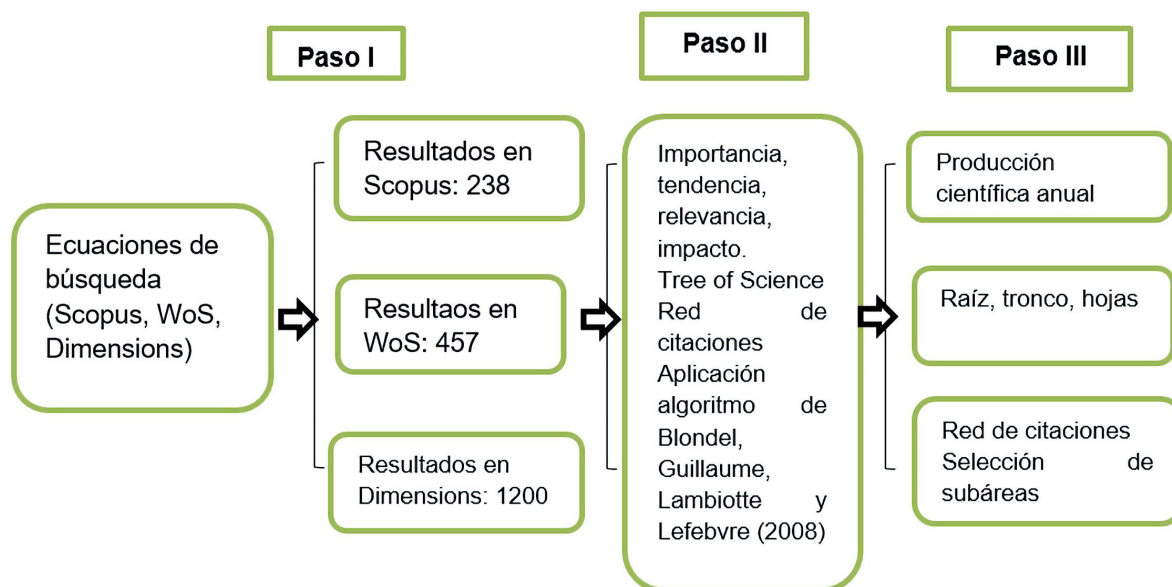 Paso I
Paso II
Paso III
Ecuaciones de
búsqueda
(Scopus, WoS,
Dimensions)
Resultados en
Scopus: 238
Resultaos en
WoS: 457
Resultados en
Dimensions: 1200
Importancia,
tendencia,
relevancia,
impacto.
Tree of Science
Red de
citaciones
Aplicación
algoritmo de
Blondel,
Guillaume,
Lambiotte y
Lefebvre (2008)
Producción
científica anual
Raíz, tronco, hojas
Red de citaciones
Selección de
subáreas